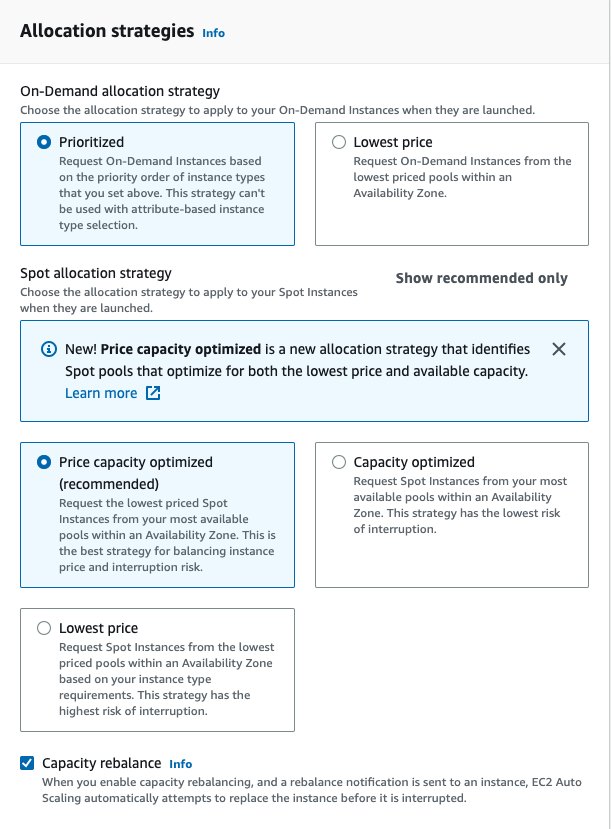 Allocation strategies Info
On-Demand allocation strategy
Choose the allocation strategy to apply to your On-Demand Instances when they are launched.
Prioritized
Request On-Demand Instances based
on the priority order of instance types
that you set above. This strategy can't
be used with attribute-based instance
type selection.
Lowest price
Request On-Demand Instances from the
lowest priced pools within an
Availability Zone.
Spot allocation strategy
Choose the allocation strategy to apply to your Spot Instances
when they are launched.
Show recommended only
New! Price capacity optimized is a new allocation strategy that identifies
Spot pools that optimize for both the lowest price and available capacity.
Learn more
Price capacity optimized
(recommended)
Request the lowest priced Spot
Instances from your most available
pools within an Availability Zone. This is
the best strategy for balancing instance
price and interruption risk.
Capacity optimized
Request Spot Instances from your most
available pools within an Availability
Zone. This strategy has the lowest risk
of interruption.
Lowest price
Request Spot Instances from the lowest
priced pools within an Availability Zone
based on your instance type
requirements. This strategy has the
highest risk of interruption.
Capacity rebalance Info
When you enable capacity rebalancing, and a rebalance notification is sent to an instance, EC2 Auto
Scaling automatically attempts to replace the instance before it is interrupted.